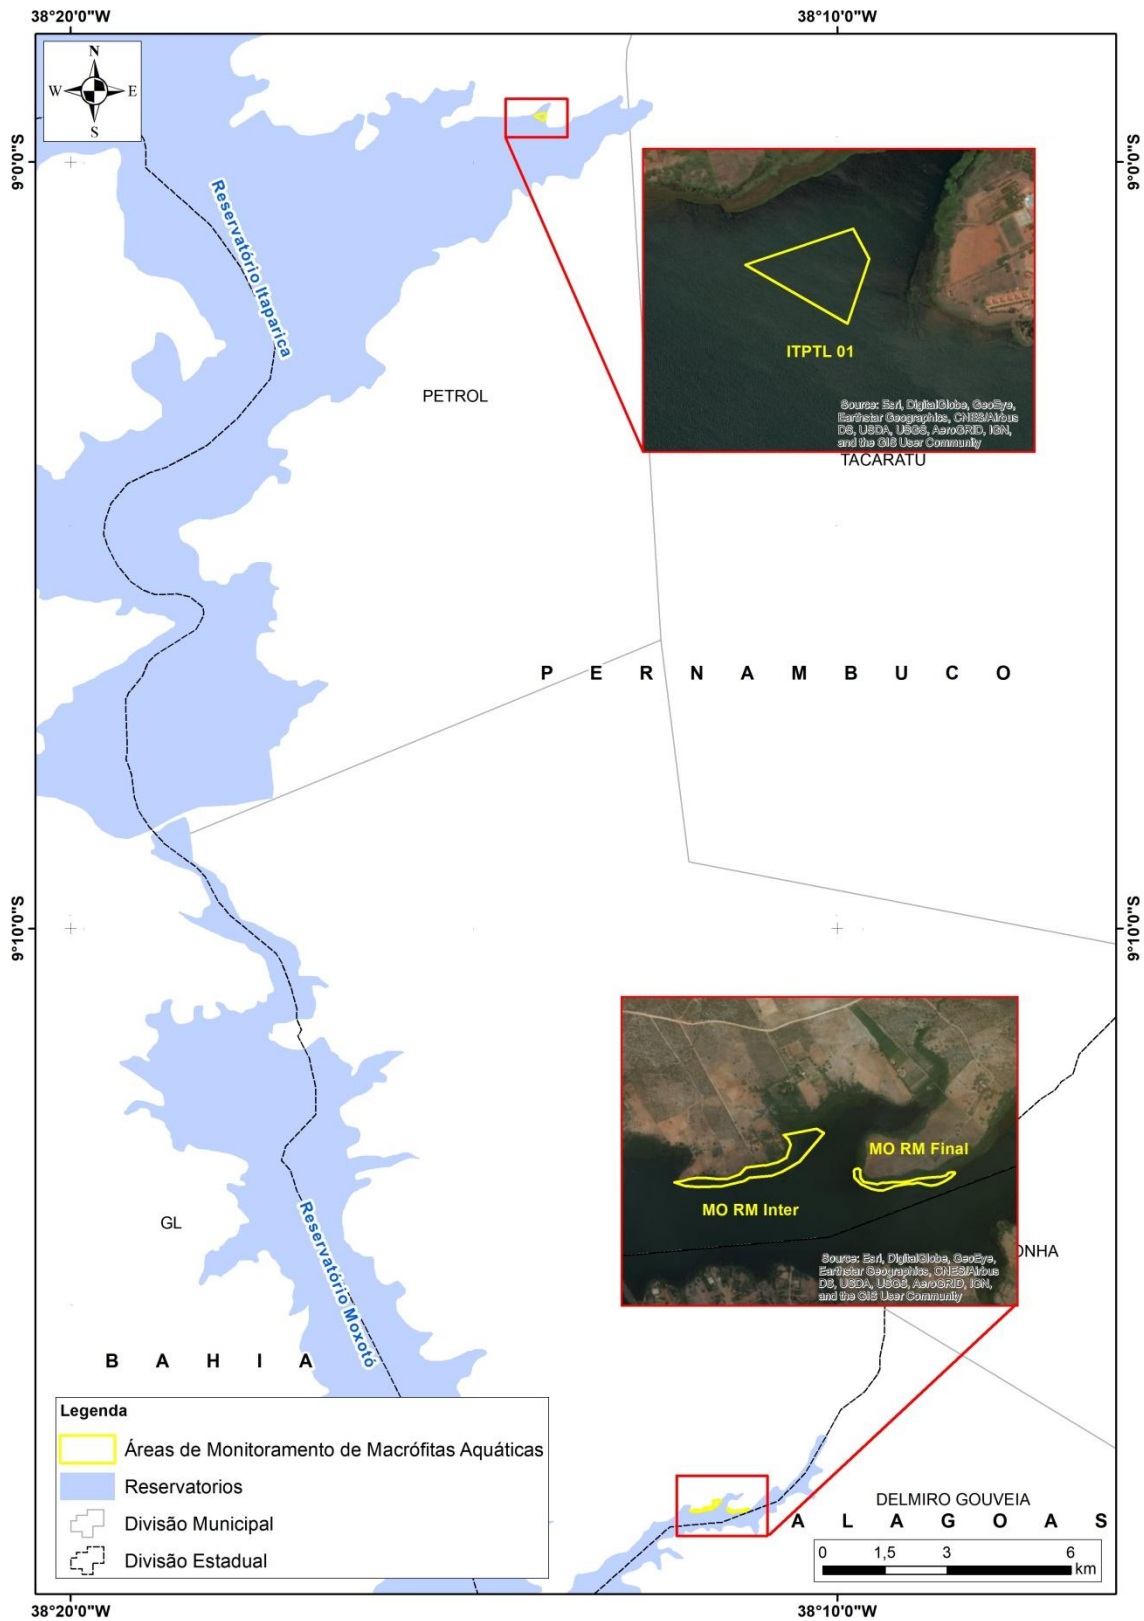 38°20'0"W
38°10'0"W
N
W
E
S
9°0'0"S
9°0'0"S
Reservatório Itaparica
ITPTL 01
Source: Esri, DigitalGlobe, GeoEye,
Earthstar Geographics, CNES/Airbus
DS, USDA, USGS, AeroGRID, IGN,
and the GIS User Community
PETROL
TACARATU
PERNAMBUCO
9°10'0"S
9°10'0"S
MO RM Final
MO RM Inter
Source: Esri, DigitalGlobe, GeoEye,
Earthstar Geographics, CNES/Airbus
DS, USDA, USGS, AeroGRID, IGN,
and the GIS User Community
GL
ONHA
Reservatório Moxotó
BAHIA
Legenda
Áreas de Monitoramento de Macrófitas Aquáticas
Reservatorios
Divisão Municipal
Divisão Estadual
DELMIRO GOUVEIA
ALAGOAS
0 1,5 3 6
km
38°20'0"W
38°10'0"W